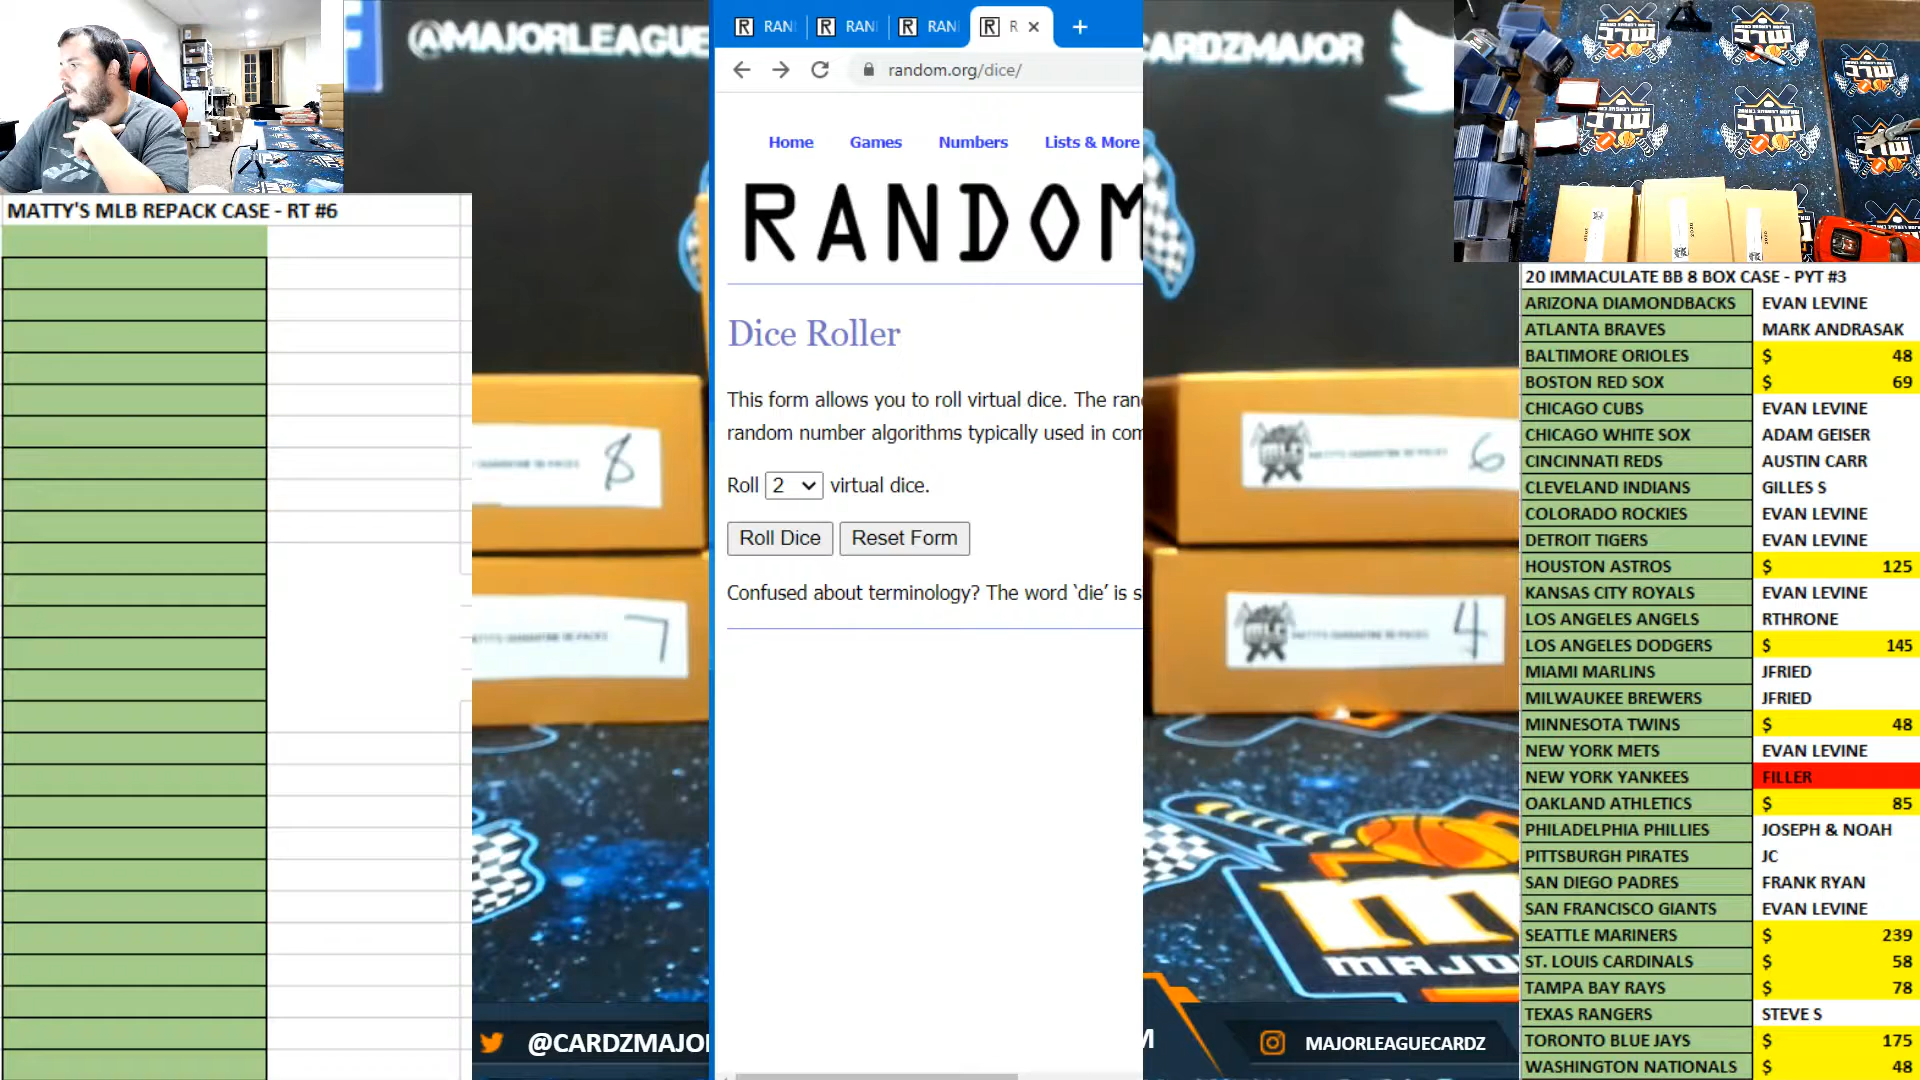 @MAJORLEAGUE
CARDZMAJOR
RAN
RAN
RAN
R
random.org/dice/
Home Games Numbers Lists & More
RANDOM
Dice Roller
This form allows you to roll virtual dice. The ran
random number algorithms typically used in com
Roll 2 virtual dice.
Roll Dice Reset Form
Confused about terminology? The word 'die' is s
MATTY'S MLB REPACK CASE - RT #6
8
7
6
4
@CARDZMAJO
MAJORLEAGUECARDZ
20 IMMACULATE BB 8 BOX CASE - PYT #3
ARIZONA DIAMONDBACKS EVAN LEVINE
ATLANTA BRAVES MARK ANDRASAK
BALTIMORE ORIOLES $ 48
BOSTON RED SOX $ 69
CHICAGO CUBS EVAN LEVINE
CHICAGO WHITE SOX ADAM GEISER
CINCINNATI REDS AUSTIN CARR
CLEVELAND INDIANS GILLES S
COLORADO ROCKIES EVAN LEVINE
DETROIT TIGERS EVAN LEVINE
HOUSTON ASTROS $ 125
KANSAS CITY ROYALS EVAN LEVINE
LOS ANGELES ANGELS RTHRONE
LOS ANGELES DODGERS $ 145
MIAMI MARLINS JFRIED
MILWAUKEE BREWERS JFRIED
MINNESOTA TWINS $ 48
NEW YORK METS EVAN LEVINE
NEW YORK YANKEES FILLER
OAKLAND ATHLETICS $ 85
PHILADELPHIA PHILLIES JOSEPH & NOAH
PITTSBURGH PIRATES JC
SAN DIEGO PADRES FRANK RYAN
SAN FRANCISCO GIANTS EVAN LEVINE
SEATTLE MARINERS $ 239
ST. LOUIS CARDINALS $ 58
TAMPA BAY RAYS $ 78
TEXAS RANGERS STEVE S
TORONTO BLUE JAYS $ 175
WASHINGTON NATIONALS $ 48